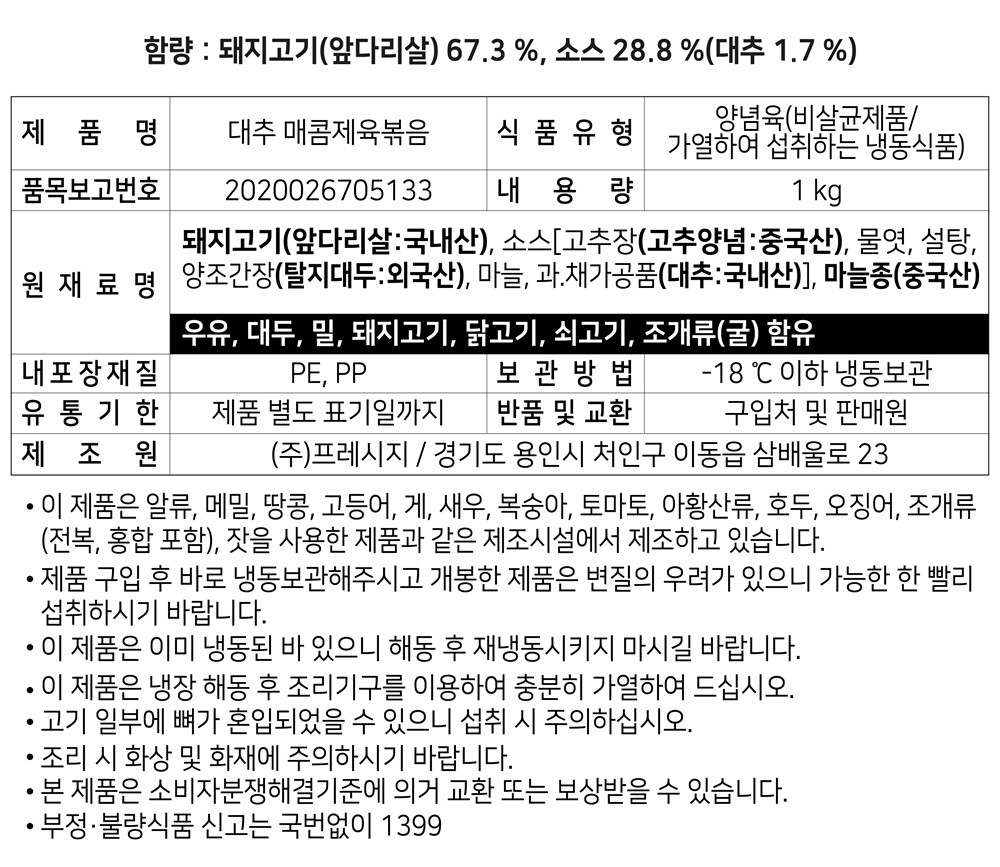 함량 : 돼지고기(앞다리살) 67.3 %, 소스 28.8 %(대추 1.7 %)
제품명 대추 매콤제육볶음 식품유형 양념육(비살균제품/
가열하여 섭취하는 냉동식품)
품목보고번호 2020026705133 내용량 1 kg
원재료명 돼지고기(앞다리살:국내산), 소스[고추장(고추양념:중국산), 물엿, 설탕,
양조간장(탈지대두:외국산), 마늘, 과.채가공품(대추:국내산)], 마늘종(중국산)
우유, 대두, 밀, 돼지고기, 닭고기, 쇠고기, 조개류(굴) 함유
내포장재질 PE, PP 보관방법 -18 ℃ 이하 냉동보관
유통기한 제품 별도 표기일까지 반품 및 교환 구입처 및 판매원
제조원 (주)프레시지 / 경기도 용인시 처인구 이동읍 삼배울로 23
• 이 제품은 알류, 메밀, 땅콩, 고등어, 게, 새우, 복숭아, 토마토, 아황산류, 호두, 오징어, 조개류
(전복, 홍합 포함), 잣을 사용한 제품과 같은 제조시설에서 제조하고 있습니다.
• 제품 구입 후 바로 냉동보관해주시고 개봉한 제품은 변질의 우려가 있으니 가능한 한 빨리
섭취하시기 바랍니다.
• 이 제품은 이미 냉동된 바 있으니 해동 후 재냉동시키지 마시길 바랍니다.
• 이 제품은 냉장 해동 후 조리기구를 이용하여 충분히 가열하여 드십시오.
• 고기 일부에 뼈가 혼입되었을 수 있으니 섭취 시 주의하십시오.
• 조리 시 화상 및 화재에 주의하시기 바랍니다.
• 본 제품은 소비자분쟁해결기준에 의거 교환 또는 보상받을 수 있습니다.
• 부정·불량식품 신고는 국번없이 1399